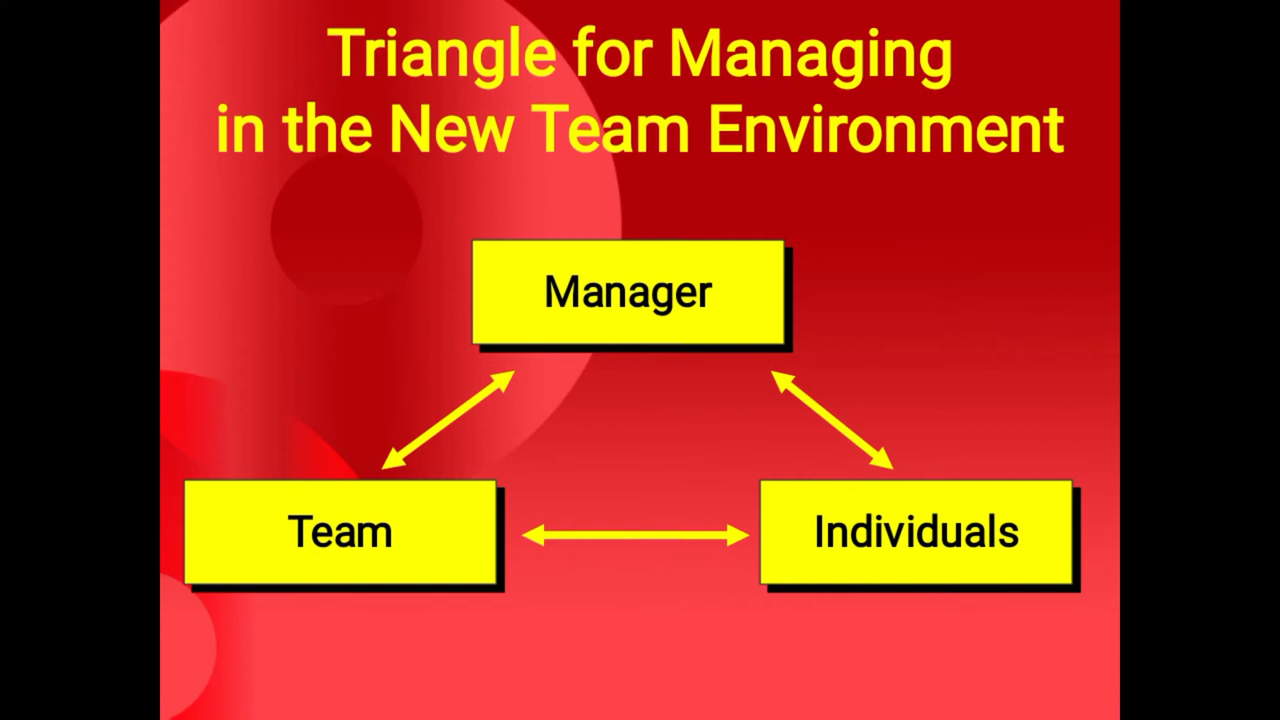 Triangle for Managing
in the New Team Environment
Manager
Team
Individuals